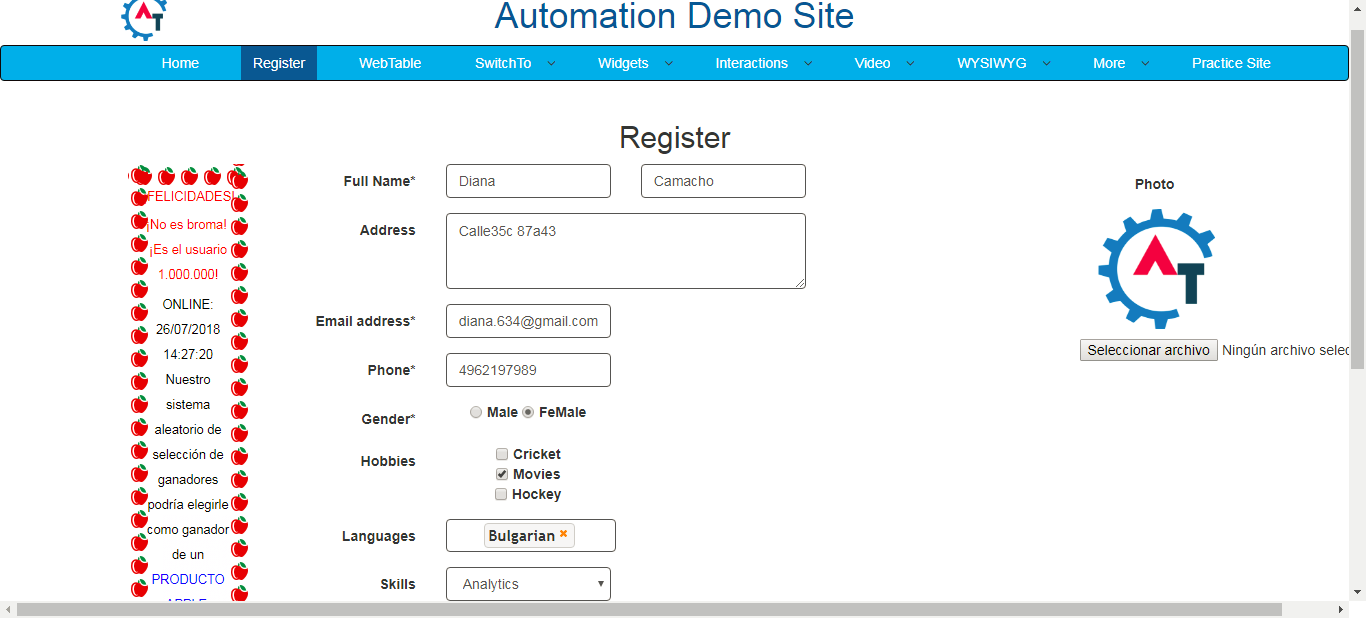 Automation Demo Site
Home Register WebTable SwitchTo Widgets Interactions Video WYSIWYG More Practice Site
Register
FELICIDADES!
¡No es broma!
¡Es el usuario
1.000.000!
ONLINE:
26/07/2018
14:27:20
Nuestro
sistema
aleatorio de
selección de
ganadores
podría elegirle
como ganador
de un
PRODUCTO
APPLE
Full Name* Diana Camacho
Address Calle35c 87a43
Email address* diana.634@gmail.com
Phone* 4962197989
Gender* Male FeMale
Hobbies Cricket
Movies
Hockey
Languages Bulgarian
Skills Analytics
Photo
AT
Seleccionar archivo Ningún archivo selec